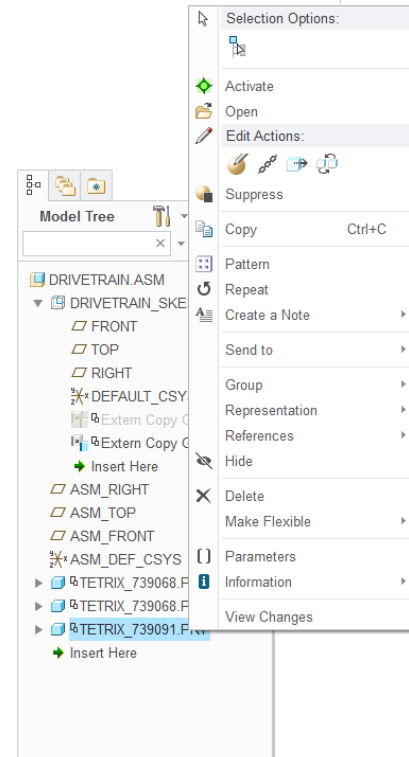 Selection Options:
Activate
Open
Edit Actions:
Suppress
Copy Ctrl+C
Pattern
Repeat
Create a Note
Send to
Group
Representation
References
Hide
Delete
Make Flexible
Parameters
Information
View Changes
Model Tree
DRIVETRAIN.ASM
DRIVETRAIN_SKE
FRONT
TOP
RIGHT
DEFAULT_CSY
Extern Copy G
Extern Copy G
Insert Here
ASM_RIGHT
ASM_TOP
ASM_FRONT
ASM_DEF_CSYS
TETRIX_739068.P
TETRIX_739068.P
TETRIX_739091.PRT
Insert Here